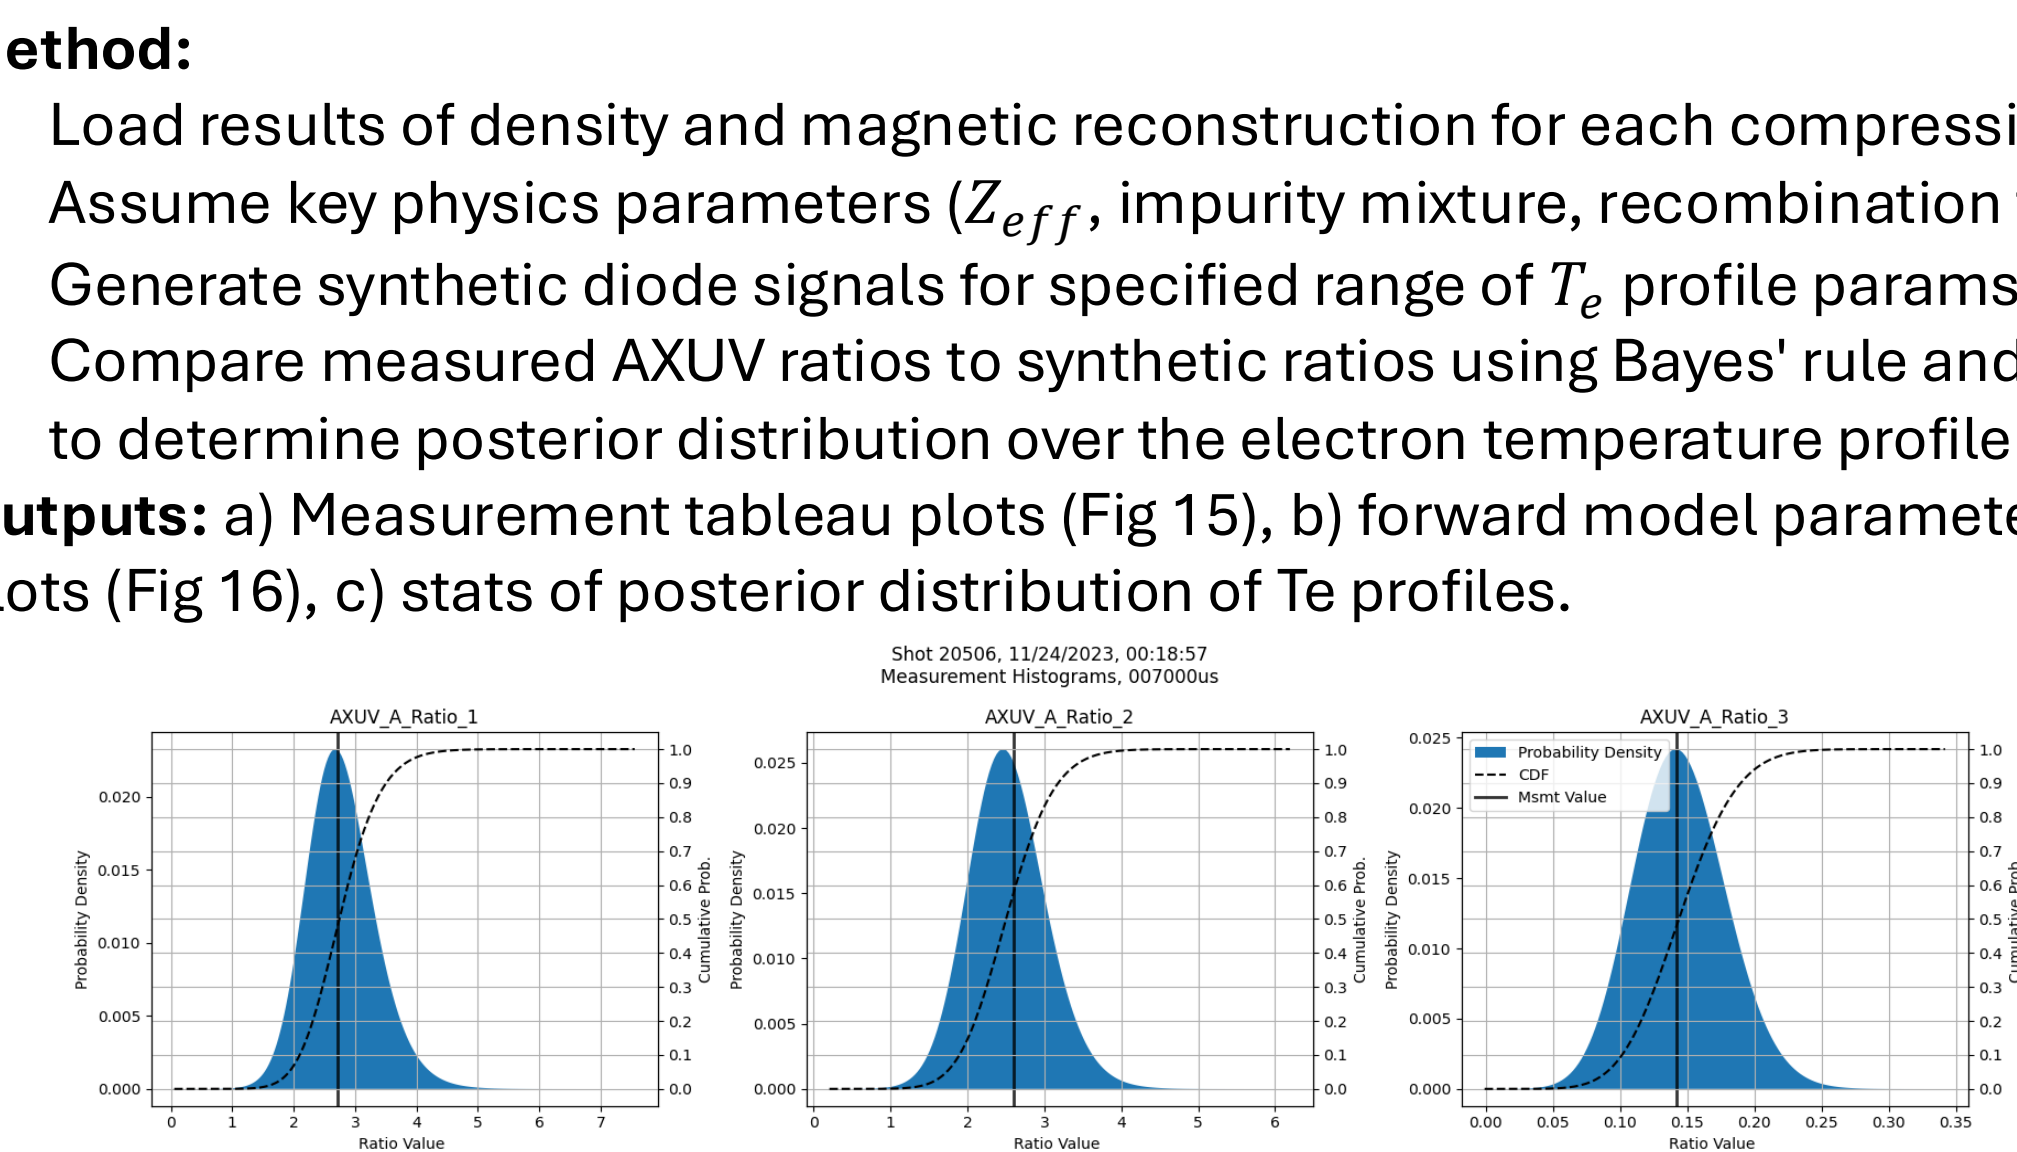 ethod:
Load results of density and magnetic reconstruction for each compressi
Assume key physics parameters (Z_eff, impurity mixture, recombination
Generate synthetic diode signals for specified range of T_e profile params
Compare measured AXUV ratios to synthetic ratios using Bayes' rule and
to determine posterior distribution over the electron temperature profile
utputs: a) Measurement tableau plots (Fig 15), b) forward model paramete
lots (Fig 16), c) stats of posterior distribution of Te profiles.
Shot 20506, 11/24/2023, 00:18:57
Measurement Histograms, 007000us
AXUV_A_Ratio_1
Probability Density
0.020
0.015
0.010
0.005
0.000
1.0
0.9
0.8
0.7
0.6
0.5
0.4
0.3
0.2
0.1
0.0
Cumulative Prob.
0 1 2 3 4 5 6 7
Ratio Value
AXUV_A_Ratio_2
Probability Density
0.025
0.020
0.015
0.010
0.005
0.000
1.0
0.9
0.8
0.7
0.6
0.5
0.4
0.3
0.2
0.1
0.0
Cumulative Prob.
0 1 2 3 4 5 6
Ratio Value
AXUV_A_Ratio_3
Probability Density
0.025
0.020
0.015
0.010
0.005
0.000
Probability Density
CDF
Msmt Value
1.0
0.9
0.8
0.7
0.6
0.5
0.4
0.3
0.2
0.1
0.0
Cumulative Prob
0.00 0.05 0.10 0.15 0.20 0.25 0.30 0.35
Ratio Value